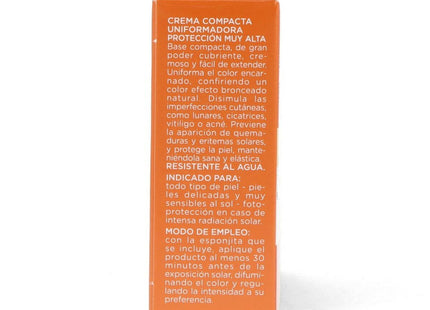 CREMA COMPACTA
UNIFORMADORA
PROTECCIÓN MUY ALTA
Base compacta, de gran
poder cubriente, cre-
moso y fácil de extender.
Uniforma el color encar-
nado, confiriendo un
color efecto bronceado
natural. Disimula las
imperfecciones cutáneas,
como lunares, cicatrices,
vitíligo o acné. Previene
la aparición de quema-
duras y eritemas solares,
y protege la piel, mante-
niéndola sana y elástica.
RESISTENTE AL AGUA.
INDICADO PARA:
todo tipo de piel - pie-
les delicadas y muy
sensibles al sol - foto-
protección en caso de
intensa radiación solar.
MODO DE EMPLEO:
con la esponjita que
se incluye, aplique el
producto al menos 30
minutos antes de la
exposición solar, difumi-
nando el color y regu-
lando la intensidad a su
preferencia.